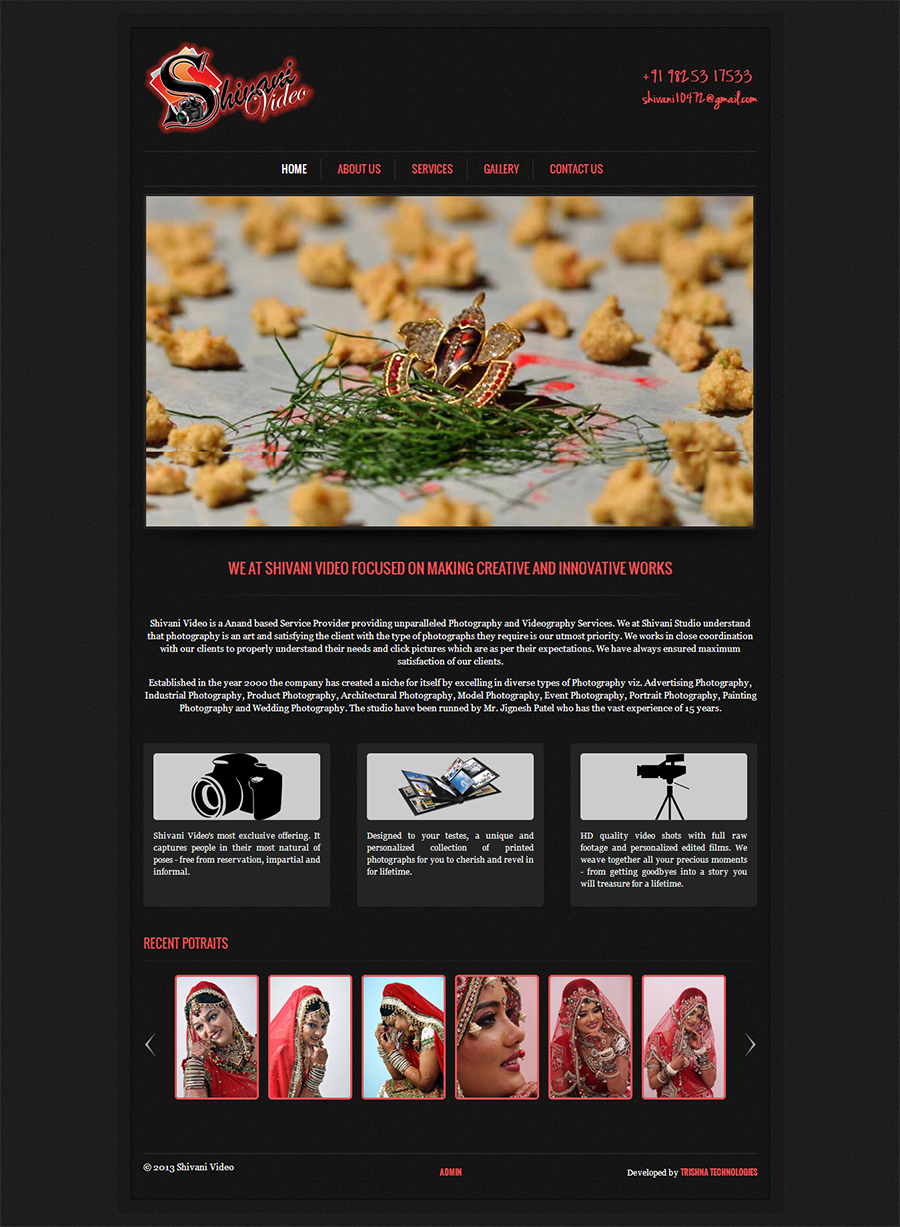 Shivani
Video
+91 98253 17533
shivani10472@gmail.com
HOME ABOUT US SERVICES GALLERY CONTACT US
WE AT SHIVANI VIDEO FOCUSED ON MAKING CREATIVE AND INNOVATIVE WORKS
Shivani Video is a Anand based Service Provider providing unparalleled Photography and Videography Services. We at Shivani Studio understand
that photography is an art and satisfying the client with the type of photographs they require is our utmost priority. We works in close coordination
with our clients to properly understand their needs and click pictures which are as per their expectations. We have always ensured maximum
satisfaction of our clients.
Established in the year 2000 the company has created a niche for itself by excelling in diverse types of Photography viz. Advertising Photography,
Industrial Photography, Product Photography, Architectural Photography, Model Photography, Event Photography, Portrait Photography, Painting
Photography and Wedding Photography. The studio have been runned by Mr. Jignesh Patel who has the vast experience of 15 years.
Shivani Video's most exclusive offering. It
captures people in their most natural of
poses - free from reservation, impartial and
informal.
Designed to your testes, a unique and
personalized collection of printed
photographs for you to cherish and revel in
for lifetime.
HD quality video shots with full raw
footage and personalized edited films. We
weave together all your precious moments
- from getting goodbyes into a story you
will treasure for a lifetime.
RECENT POTRAITS
© 2013 Shivani Video
ADMIN
Developed by TRISHNA TECHNOLOGIES